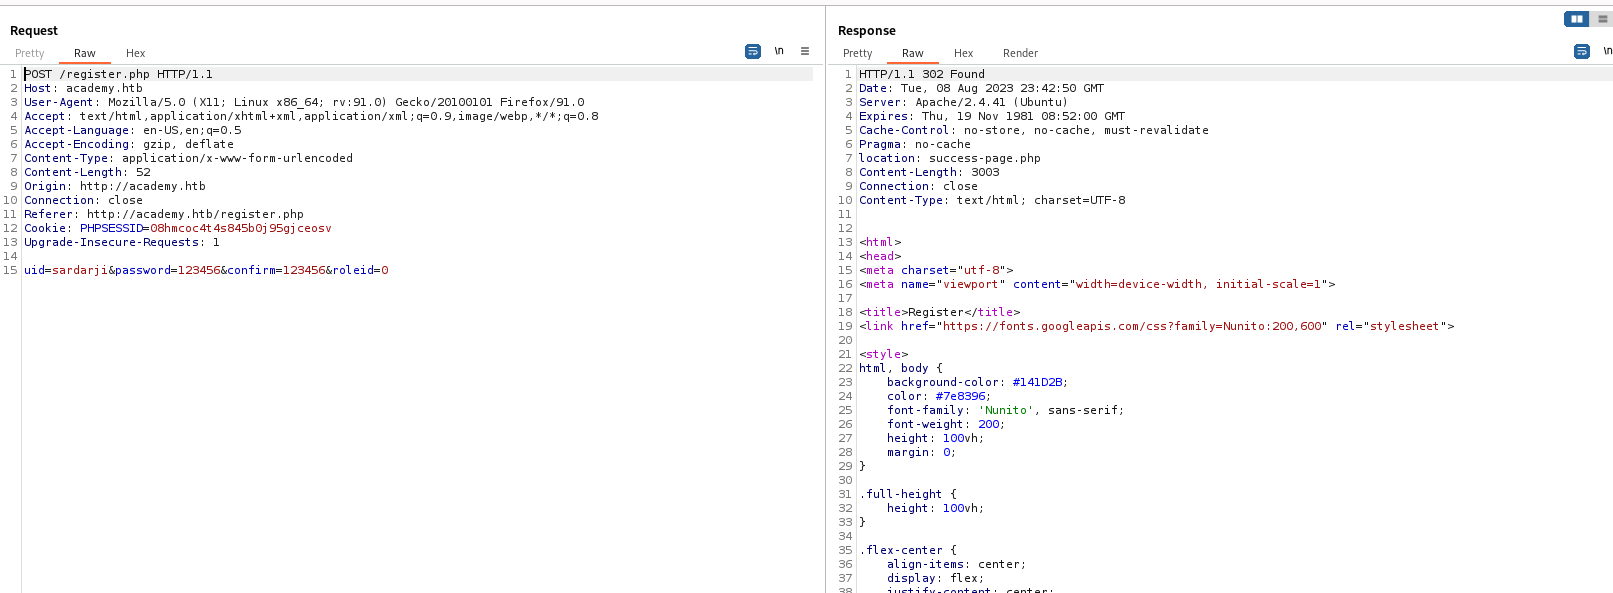 Request
Pretty Raw Hex
\n
1 POST /register.php HTTP/1.1
2 Host: academy.htb
3 User-Agent: Mozilla/5.0 (X11; Linux x86_64; rv:91.0) Gecko/20100101 Firefox/91.0
4 Accept: text/html,application/xhtml+xml,application/xml;q=0.9,image/webp,*/*;q=0.8
5 Accept-Language: en-US,en;q=0.5
6 Accept-Encoding: gzip, deflate
7 Content-Type: application/x-www-form-urlencoded
8 Content-Length: 52
9 Origin: http://academy.htb
10 Connection: close
11 Referer: http://academy.htb/register.php
12 Cookie: PHPSESSID=08hmcoc4t4s845b0j95gjceosv
13 Upgrade-Insecure-Requests: 1
14
15 uid=sardarji&password=123456&confirm=123456&roleid=0
Response
Pretty Raw Hex Render
\n
1 HTTP/1.1 302 Found
2 Date: Tue, 08 Aug 2023 23:42:50 GMT
3 Server: Apache/2.4.41 (Ubuntu)
4 Expires: Thu, 19 Nov 1981 08:52:00 GMT
5 Cache-Control: no-store, no-cache, must-revalidate
6 Pragma: no-cache
7 location: success-page.php
8 Content-Length: 3003
9 Connection: close
10 Content-Type: text/html; charset=UTF-8
11
12
13 <html>
14 <head>
15 <meta charset="utf-8">
16 <meta name="viewport" content="width=device-width, initial-scale=1">
17
18 <title>Register</title>
19 <link href="https://fonts.googleapis.com/css?family=Nunito:200,600" rel="stylesheet">
20
21 <style>
22 html, body {
23 background-color: #141D2B;
24 color: #7e8396;
25 font-family: 'Nunito', sans-serif;
26 font-weight: 200;
27 height: 100vh;
28 margin: 0;
29 }
30
31 .full-height {
32 height: 100vh;
33 }
34
35 .flex-center {
36 align-items: center;
37 display: flex;
38 justify-content: center;